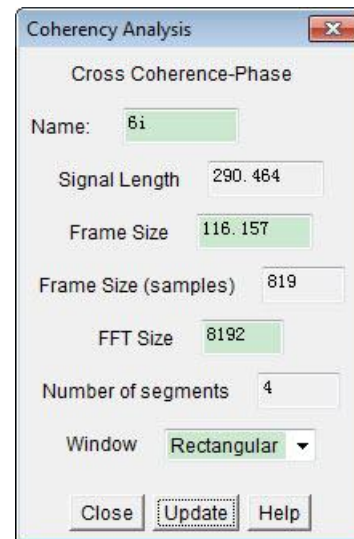 Coherency Analysis
Cross Coherence-Phase
Name: 6i
Signal Length 290.464
Frame Size 116.157
Frame Size (samples) 819
FFT Size 8192
Number of segments 4
Window Rectangular
Close Update Help